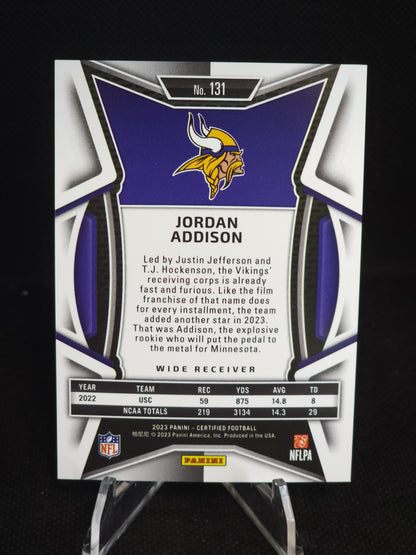 No. 131
JORDAN
ADDISON
Led by Justin Jefferson and
T.J. Hockenson, the Vikings'
receiving corps is already
fast and furious. Like the film
franchise of that name does
for every installment, the team
added another star in 2023.
That was Addison, the explosive
rookie who will put the pedal to
the metal for Minnesota.
WIDE RECEIVER
YEAR TEAM REC YDS AVG TD
2022 USC 59 875 14.8 8
NCAA TOTALS 219 3134 14.3 29
2023 PANINI - CERTIFIED FOOTBALL
帕尼尼 © 2023 Panini America, Inc. Produced in the USA.
NFL
PANINI
NFLPA